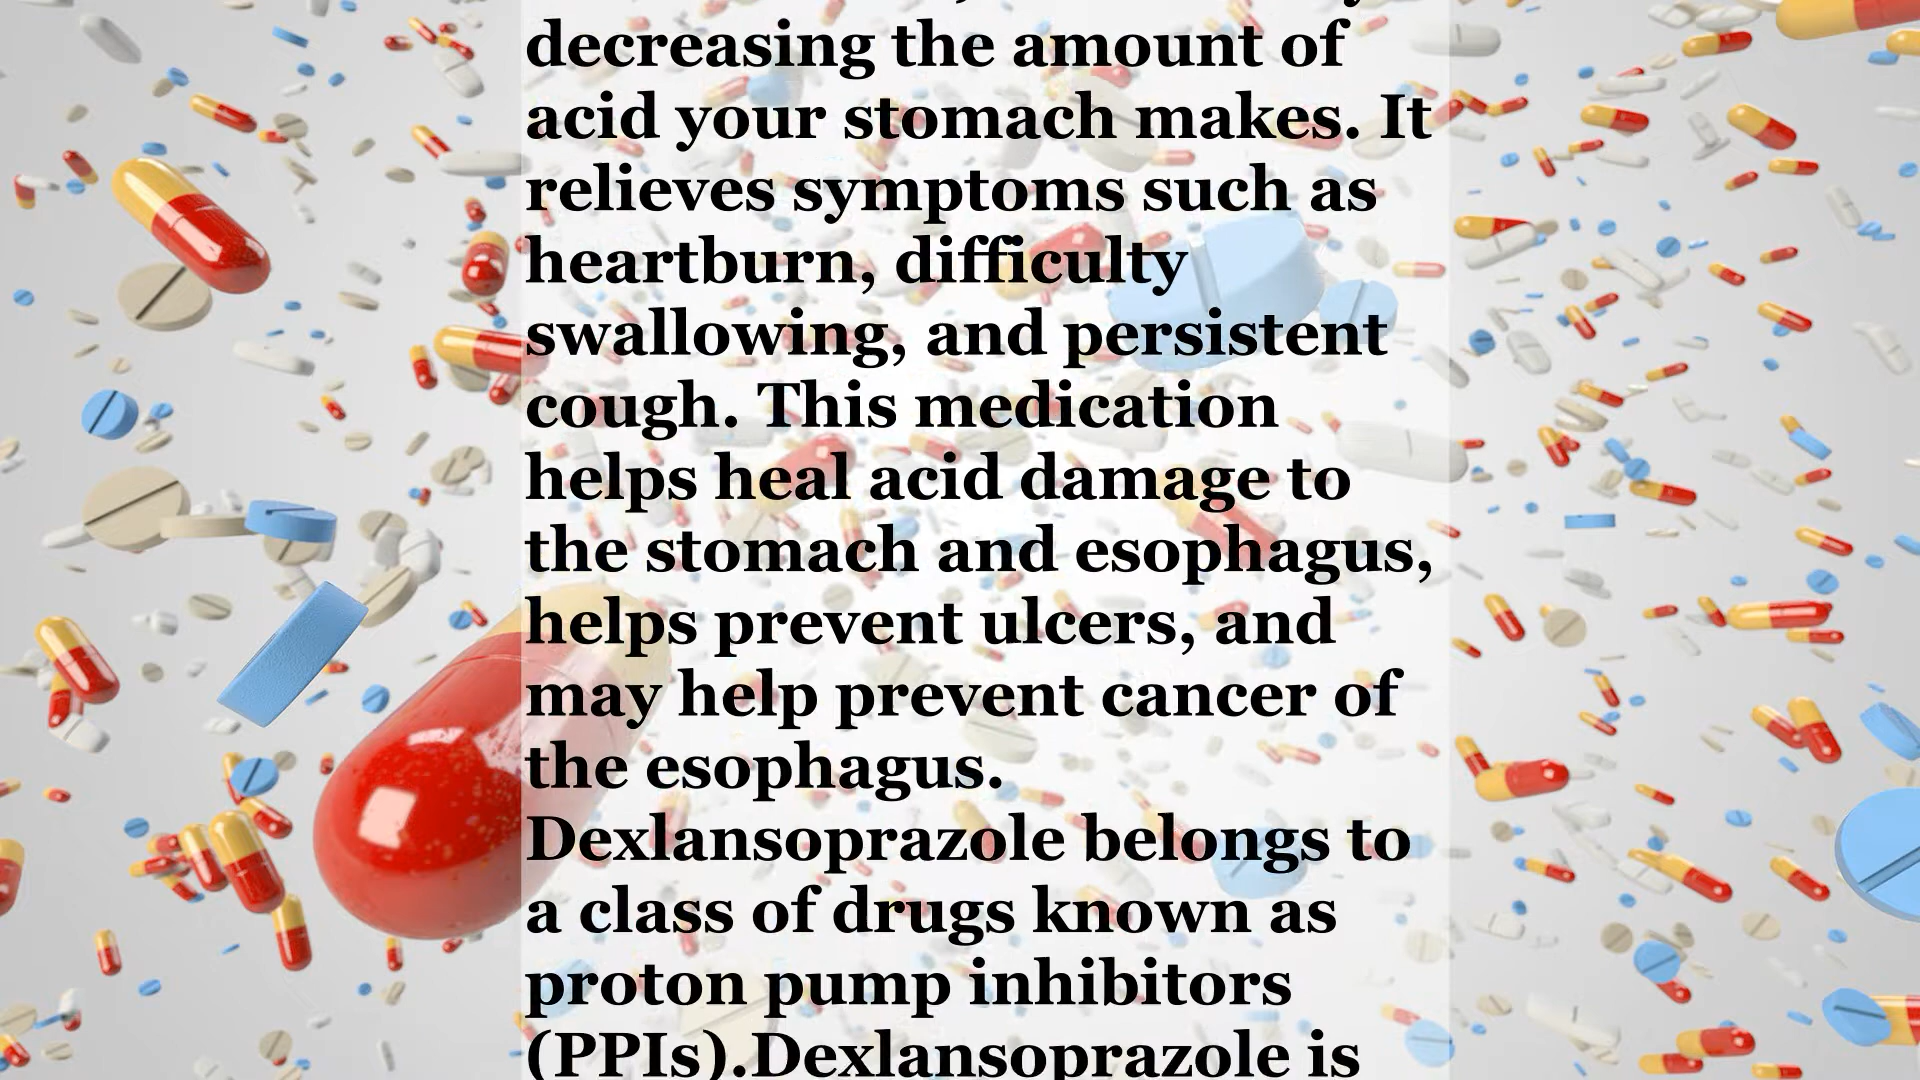 decreasing the amount of
acid your stomach makes. It
relieves symptoms such as
heartburn, difficulty
swallowing, and persistent
cough. This medication
helps heal acid damage to
the stomach and esophagus,
helps prevent ulcers, and
may help prevent cancer of
the esophagus.
Dexlansoprazole belongs to
a class of drugs known as
proton pump inhibitors
(PPIs).Dexlansoprazole is